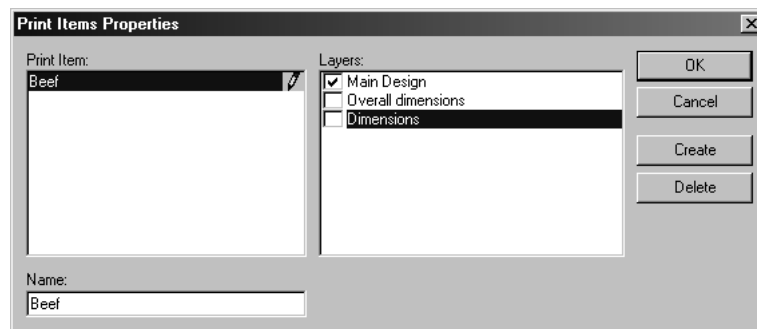 Print Items Properties
Print Item:
Beef
Layers:
Main Design
Overall dimensions
Dimensions
OK
Cancel
Create
Delete
Name:
Beef